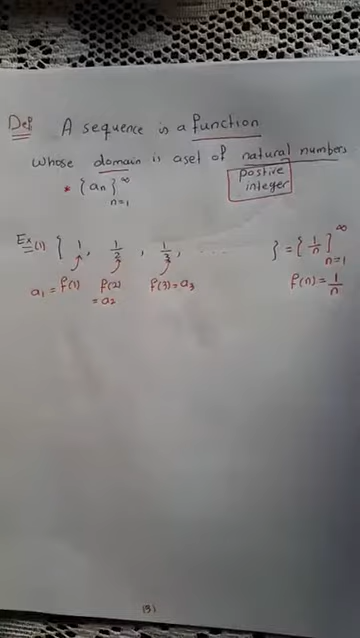 Def A sequence is a function
whose domain is a set of natural numbers
* {an}∞n=1 postive
integer
Ex(1) { 1, 1/2, 1/3, ...... } = {1/n}∞n=1
a1 = f(1) f(2) = a2 f(3) = a3 f(n) = 1/n
(3)